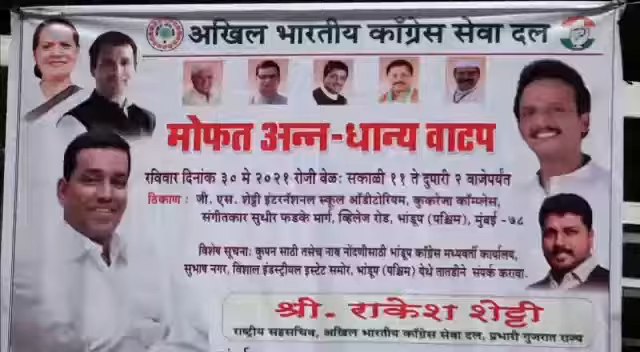 अखिल भारतीय काँग्रेस सेवा दल
मोफत अन्न-धान्य वाटप
रविवार दिनांक ३० मे २०२१ रोजी वेळ: सकाळी ११ ते दुपारी २ वाजेपर्यंत
ठिकाण : जी. एस. शेट्टी इंटरनॅशनल स्कूल ऑडीटोरियम, कुकरेजा कॉम्प्लेस,
संगीतकार सुधीर फडके मार्ग, व्हिलेज रोड, भांडूप (पश्चिम), मुंबई -७८
विशेष सूचना: कुपन साठी तसेच नाव नोंदणीसाठी भांडूप काँग्रेस मध्यवर्ती कार्यालय,
सुभाष नगर, विशाल इंडस्ट्रीयल इस्टेट समोर, भांडूप (पश्चिम) येथे तातडीने संपर्क करावा.
श्री. राकेश शेट्टी
राष्ट्रीय सहसचिव, अखिल भारतीय काँग्रेस सेवा दल, प्रभारी गुजरात राज्य